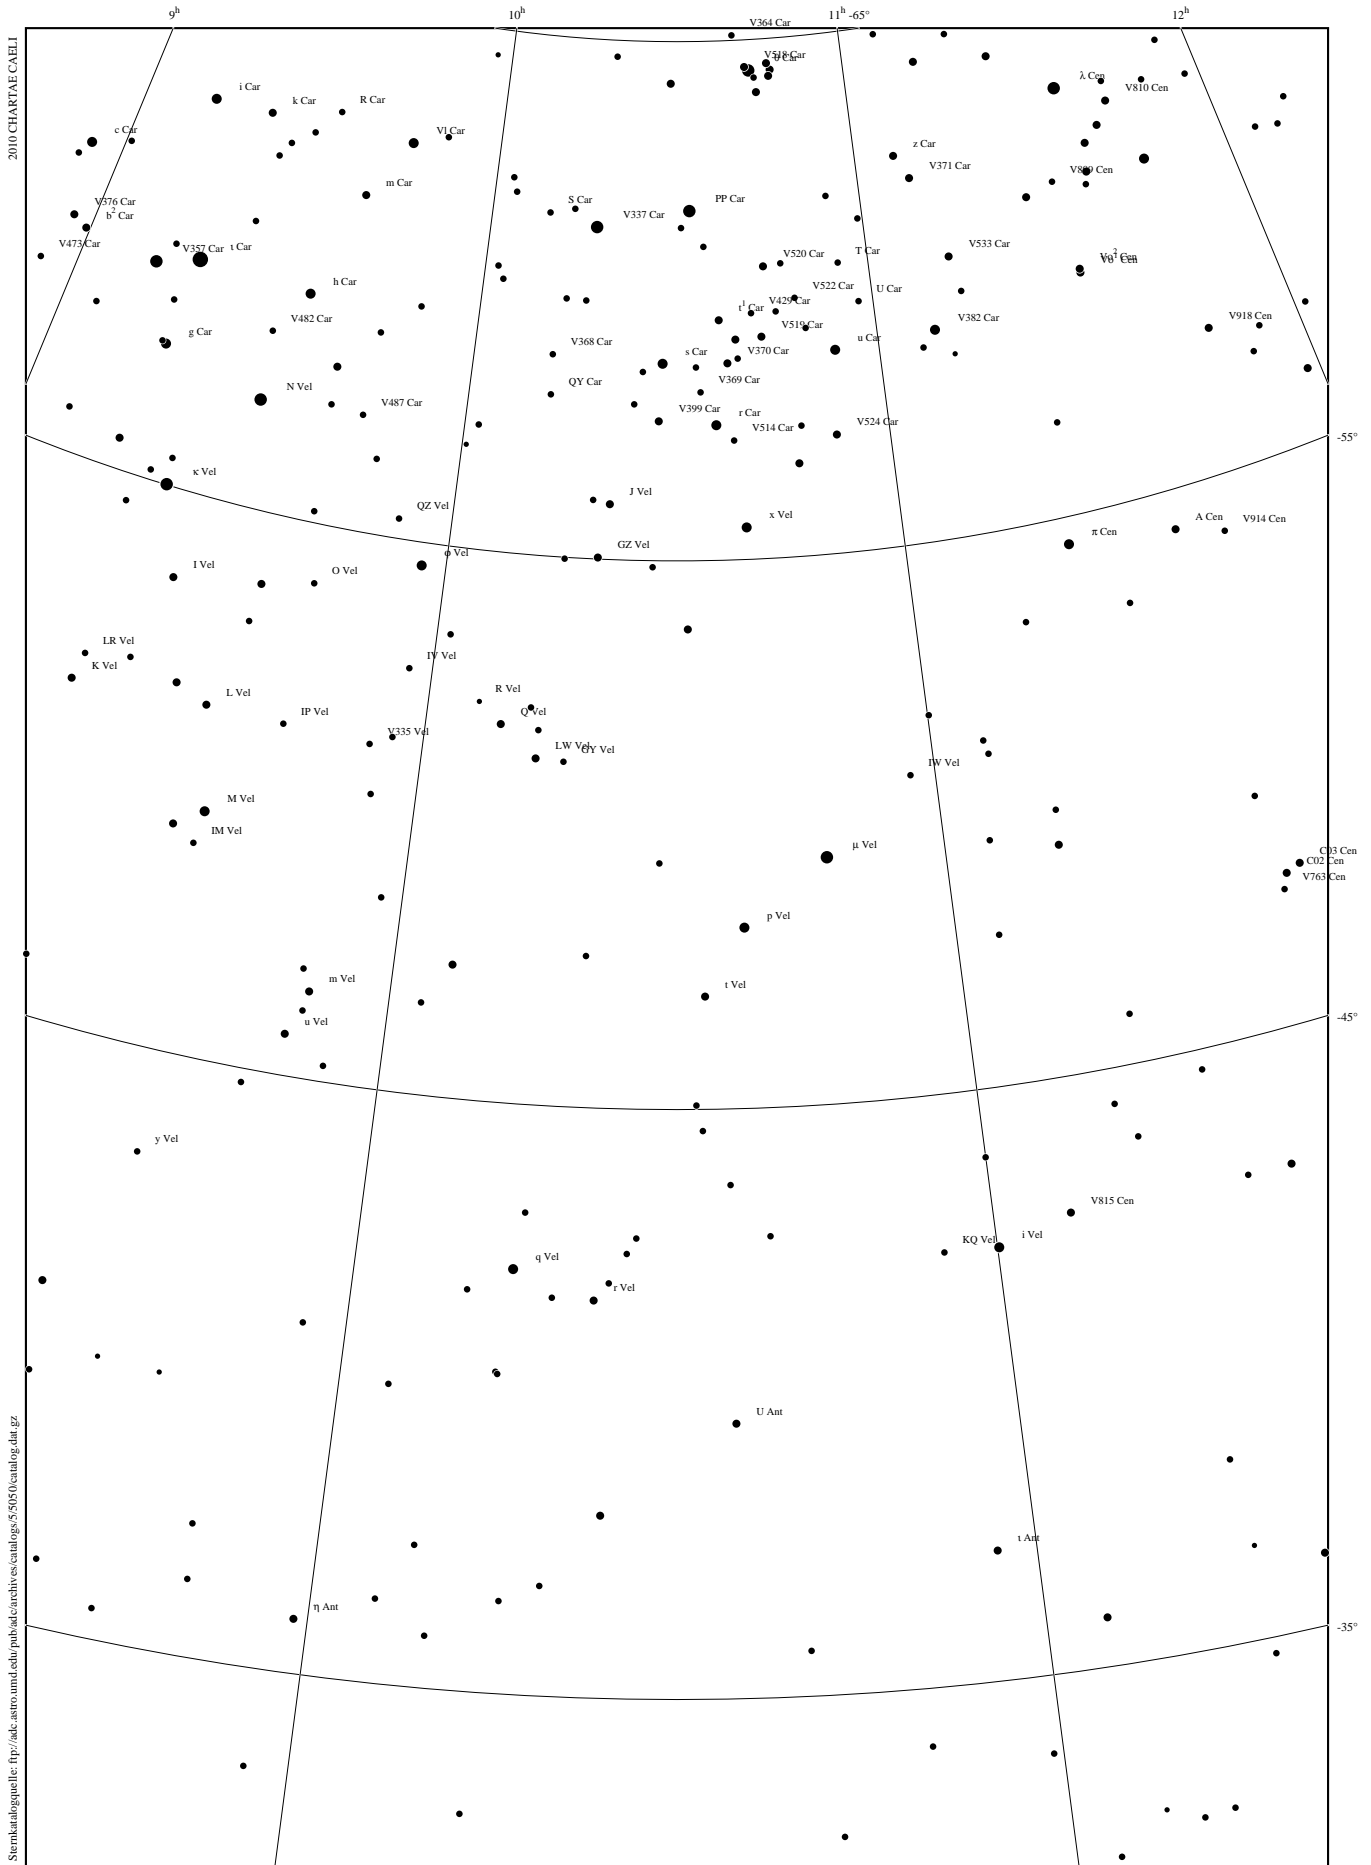 9h
10h
11h -65°
12h
2010 CHARTAE CAELI
V364 Car
V518 Car
θ Car
i Car
k Car
R Car
λ Cen
V810 Cen
c Car
Vl Car
z Car
V371 Car
V809 Cen
m Car
V376 Car
b2 Car
S Car
V337 Car
PP Car
V473 Car
V357 Car
ι Car
V520 Car
T Car
V533 Car
h Car
V522 Car
U Car
t1 Car
V429 Car
V482 Car
g Car
V519 Car
V382 Car
V918 Cen
V368 Car
s Car
V370 Car
u Car
N Vel
QY Car
V369 Car
V487 Car
V399 Car
r Car
V514 Car
V524 Car
-55°
κ Vel
QZ Vel
J Vel
x Vel
A Cen
V914 Cen
π Cen
φ Vel
GZ Vel
I Vel
O Vel
LR Vel
K Vel
IV Vel
L Vel
R Vel
IP Vel
Q Vel
V335 Vel
LW Vel
GY Vel
IW Vel
M Vel
IM Vel
μ Vel
C03 Cen
C02 Cen
V763 Cen
p Vel
m Vel
t Vel
u Vel
-45°
y Vel
V815 Cen
KQ Vel
i Vel
q Vel
r Vel
U Ant
ι Ant
η Ant
-35°
Sternkatalogquelle: ftp://adc.astro.umd.edu/pub/adc/archives/catalogs/5/5050/catalog.dat.gz